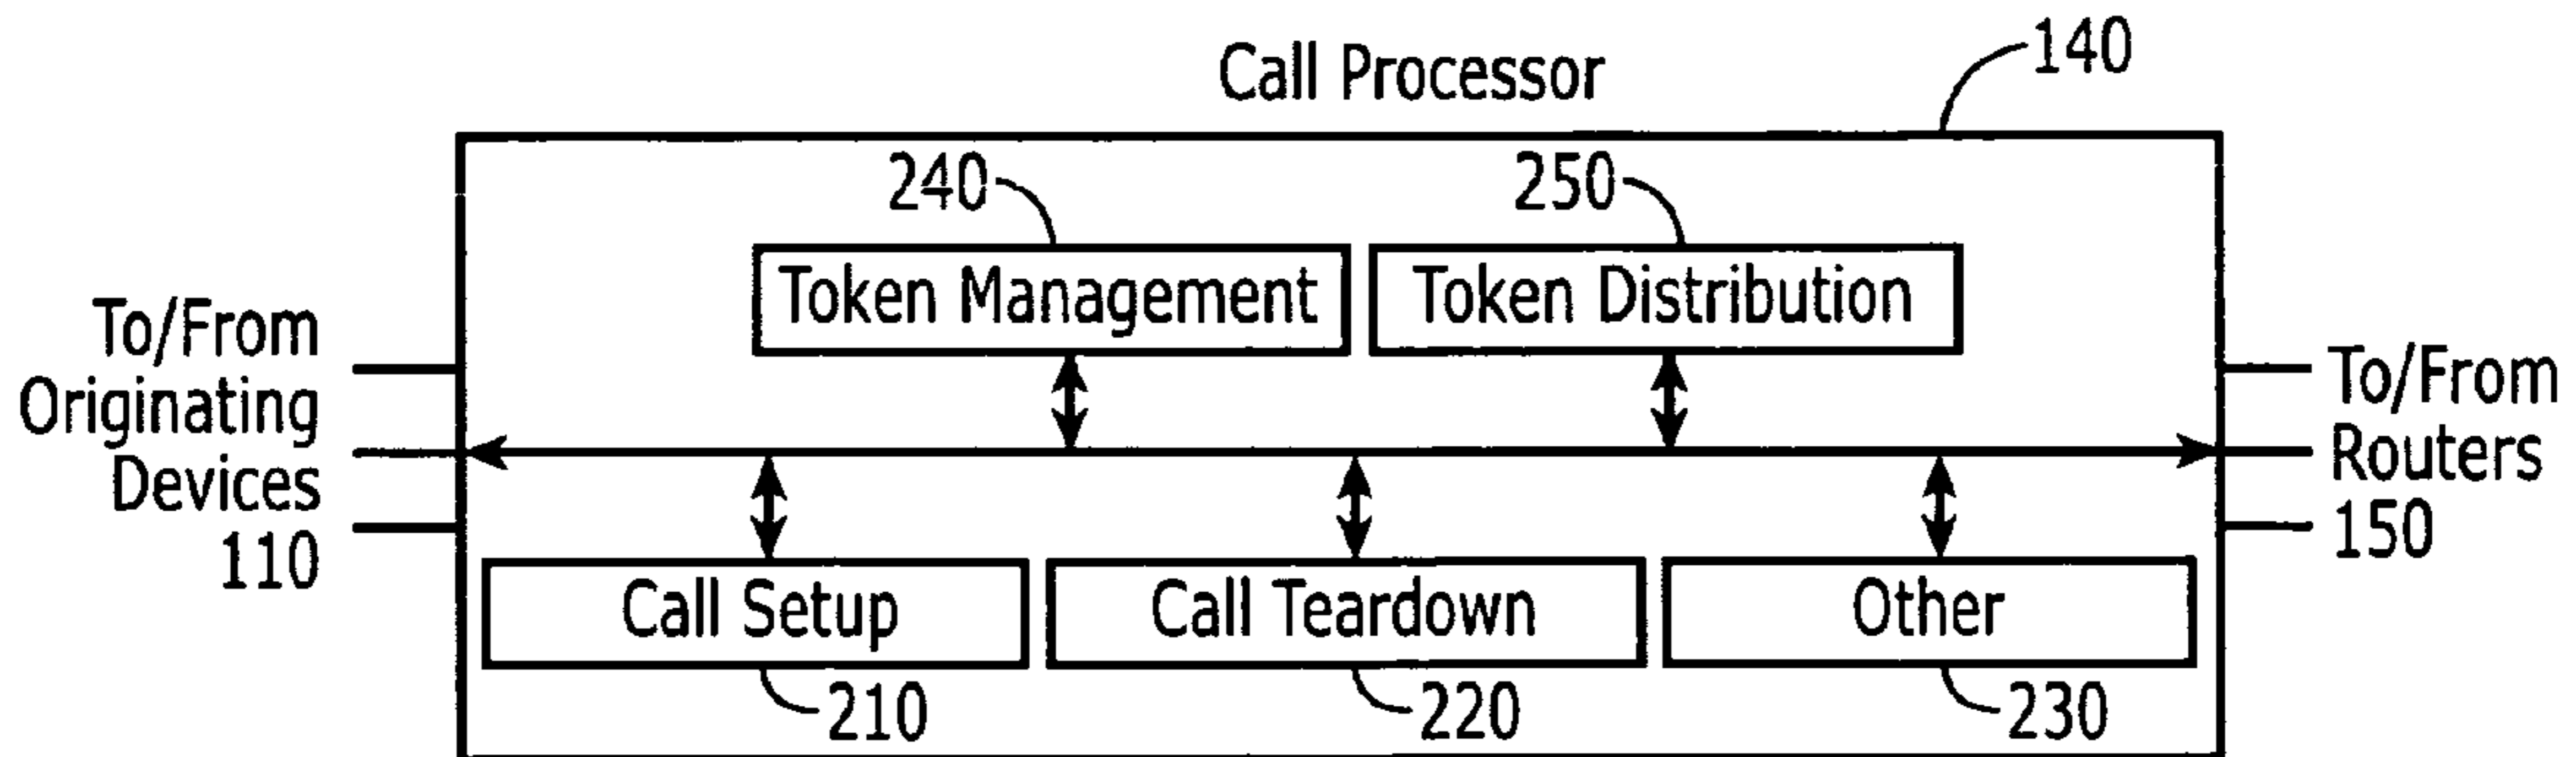 Call Processor
140
240
250
Token Management
Token Distribution
To/From
Originating
Devices
110
To/From
Routers
150
Call Setup
Call Teardown
Other
210
220
230